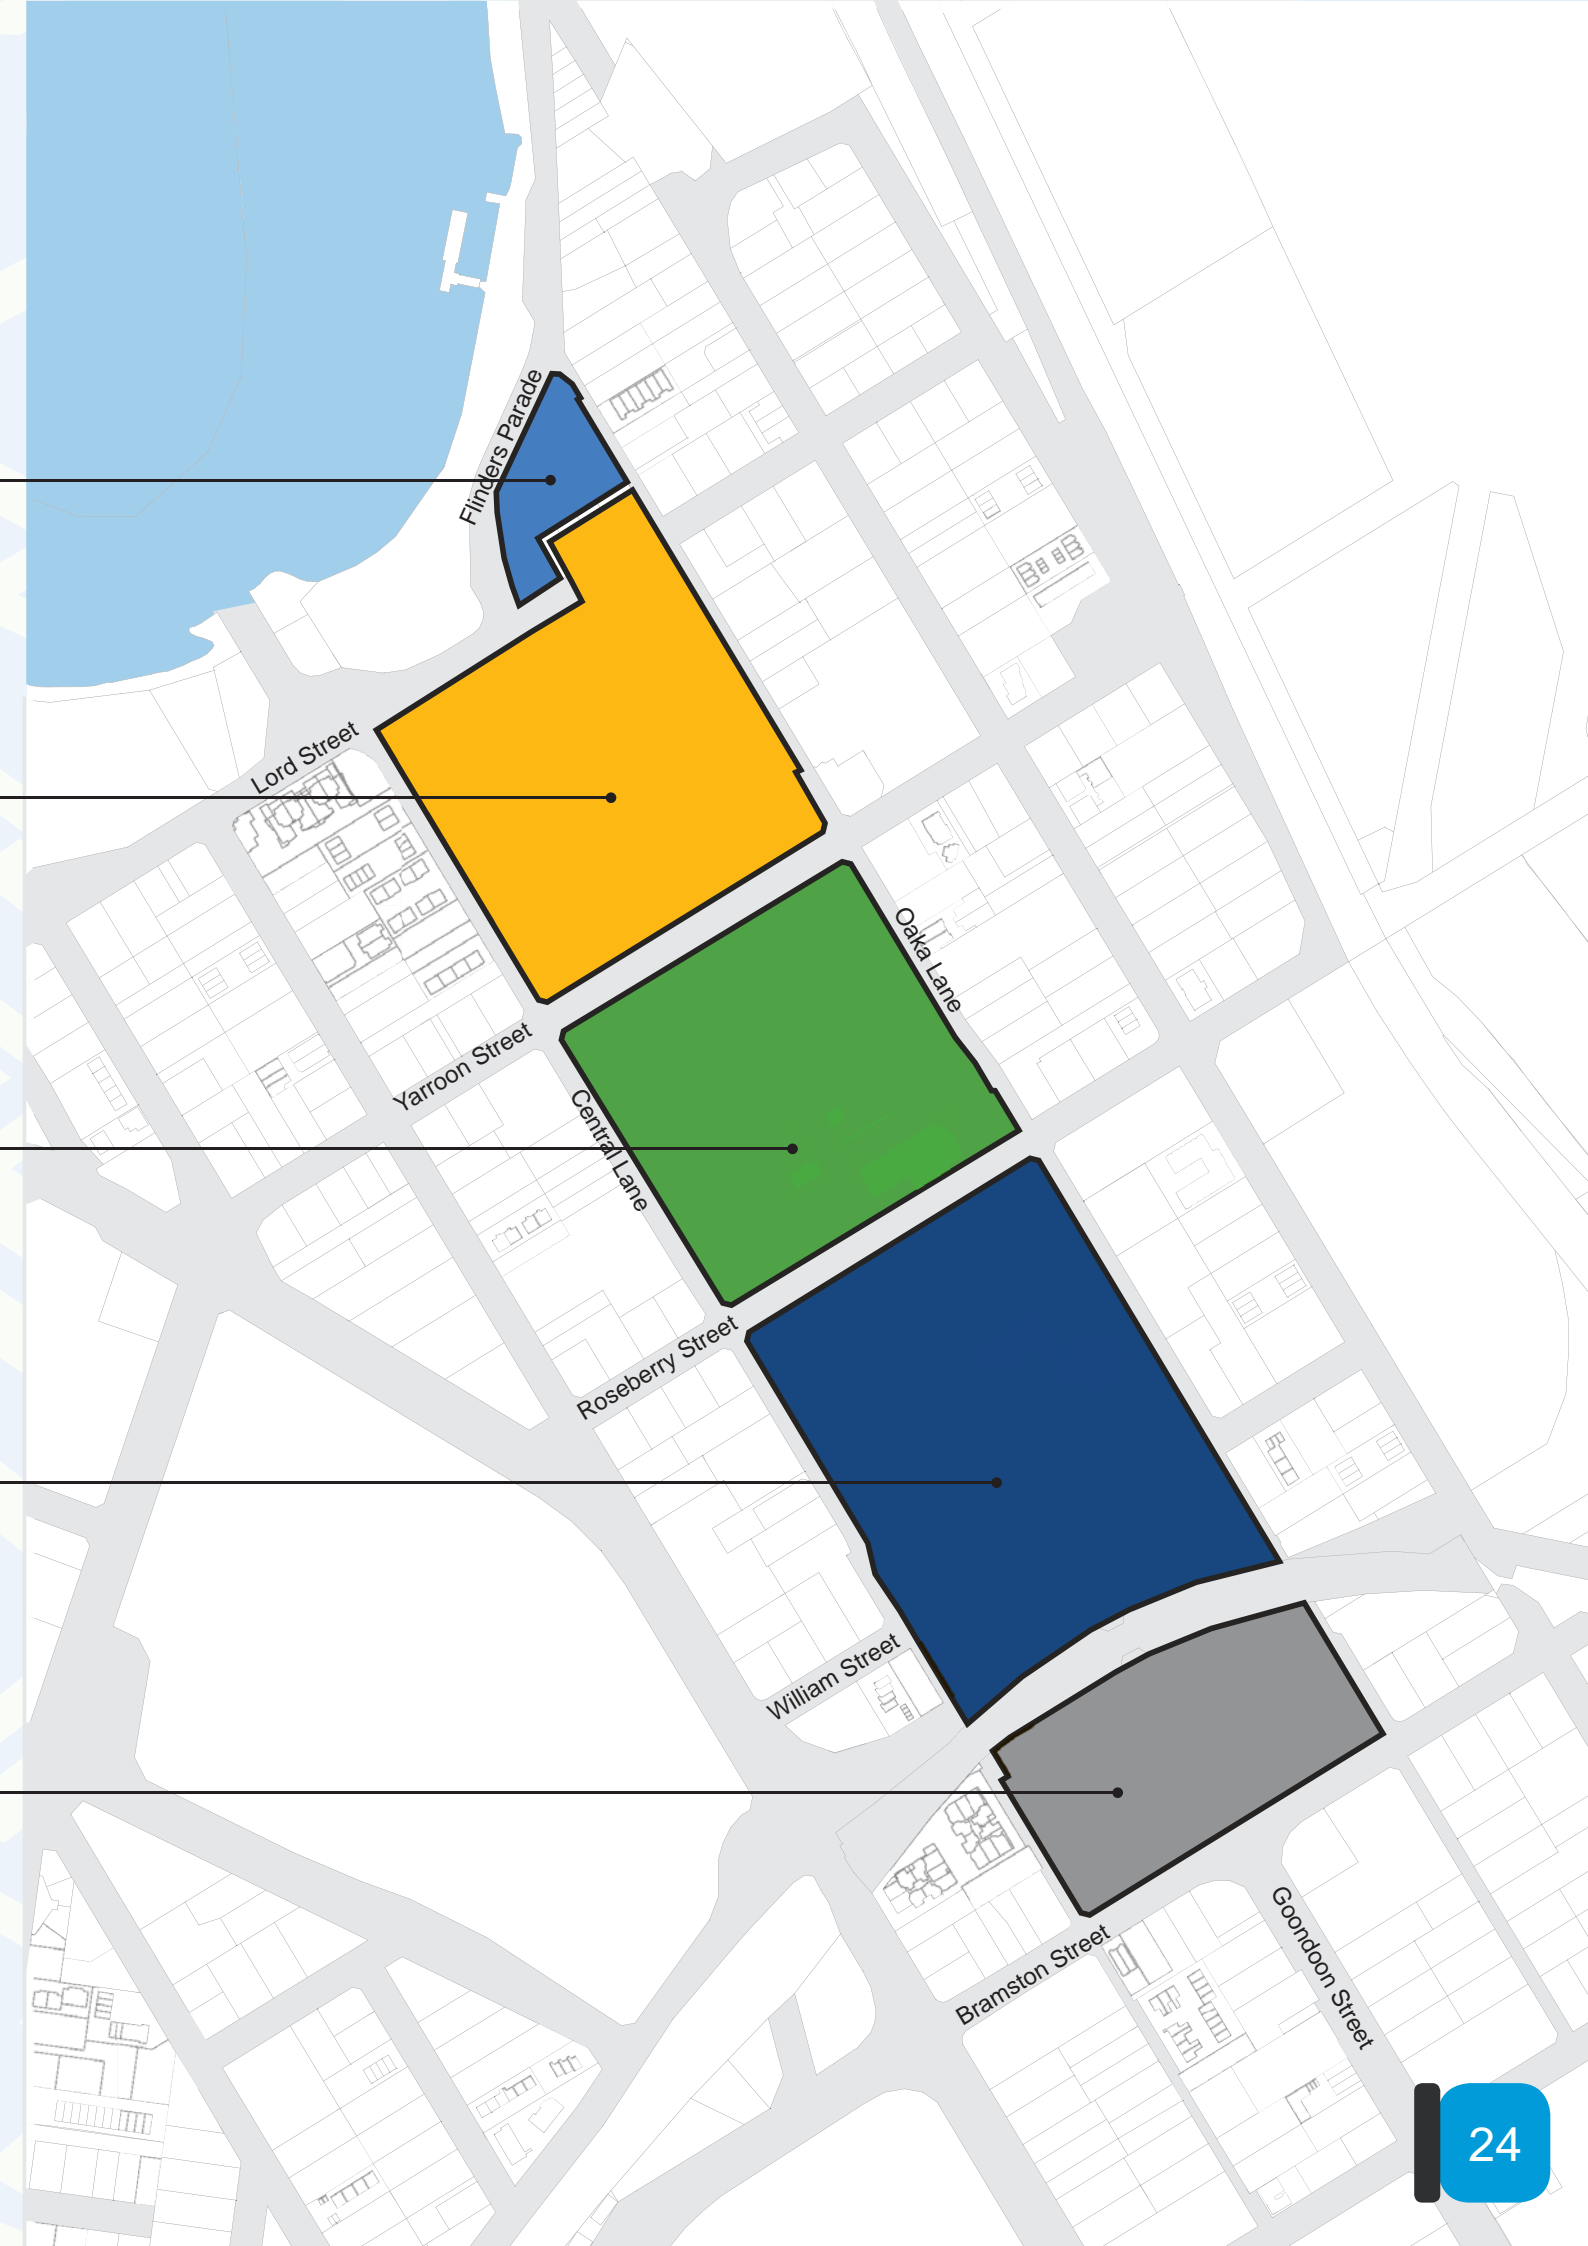 Flinders Parade
Lord Street
Oaka Lane
Yarroon Street
Central Lane
Roseberry Street
William Street
Goondoon Street
Bramston Street
24